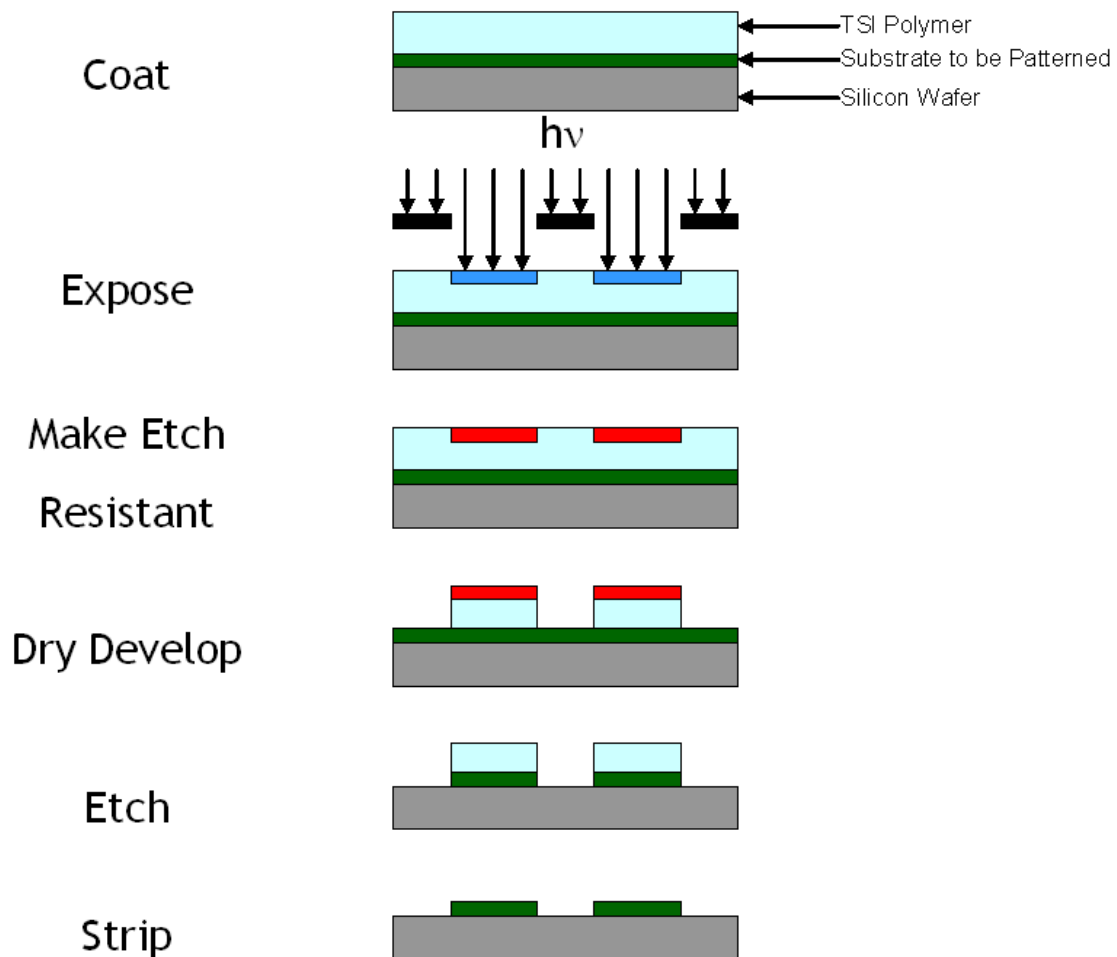 TSI Polymer
Substrate to be Patterned
Silicon Wafer
Coat
hν
Expose
Make Etch
Resistant
Dry Develop
Etch
Strip